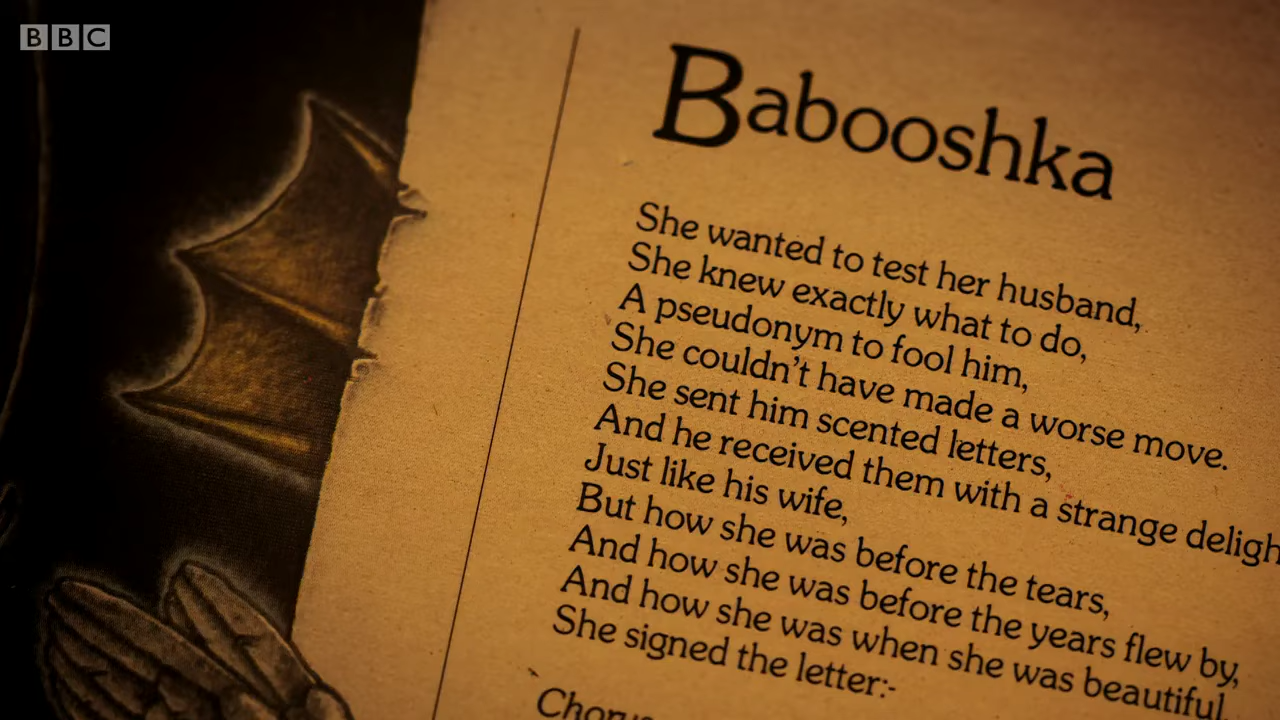 BBC
Babooshka
She wanted to test her husband,
She knew exactly what to do,
A pseudonym to fool him,
She couldn't have made a worse move.
She sent him scented letters,
And he received them with a strange deligh
Just like his wife,
But how she was before the tears,
And how she was before the years flew by,
And how she was when she was beautiful.
She signed the letter:-
Chorus